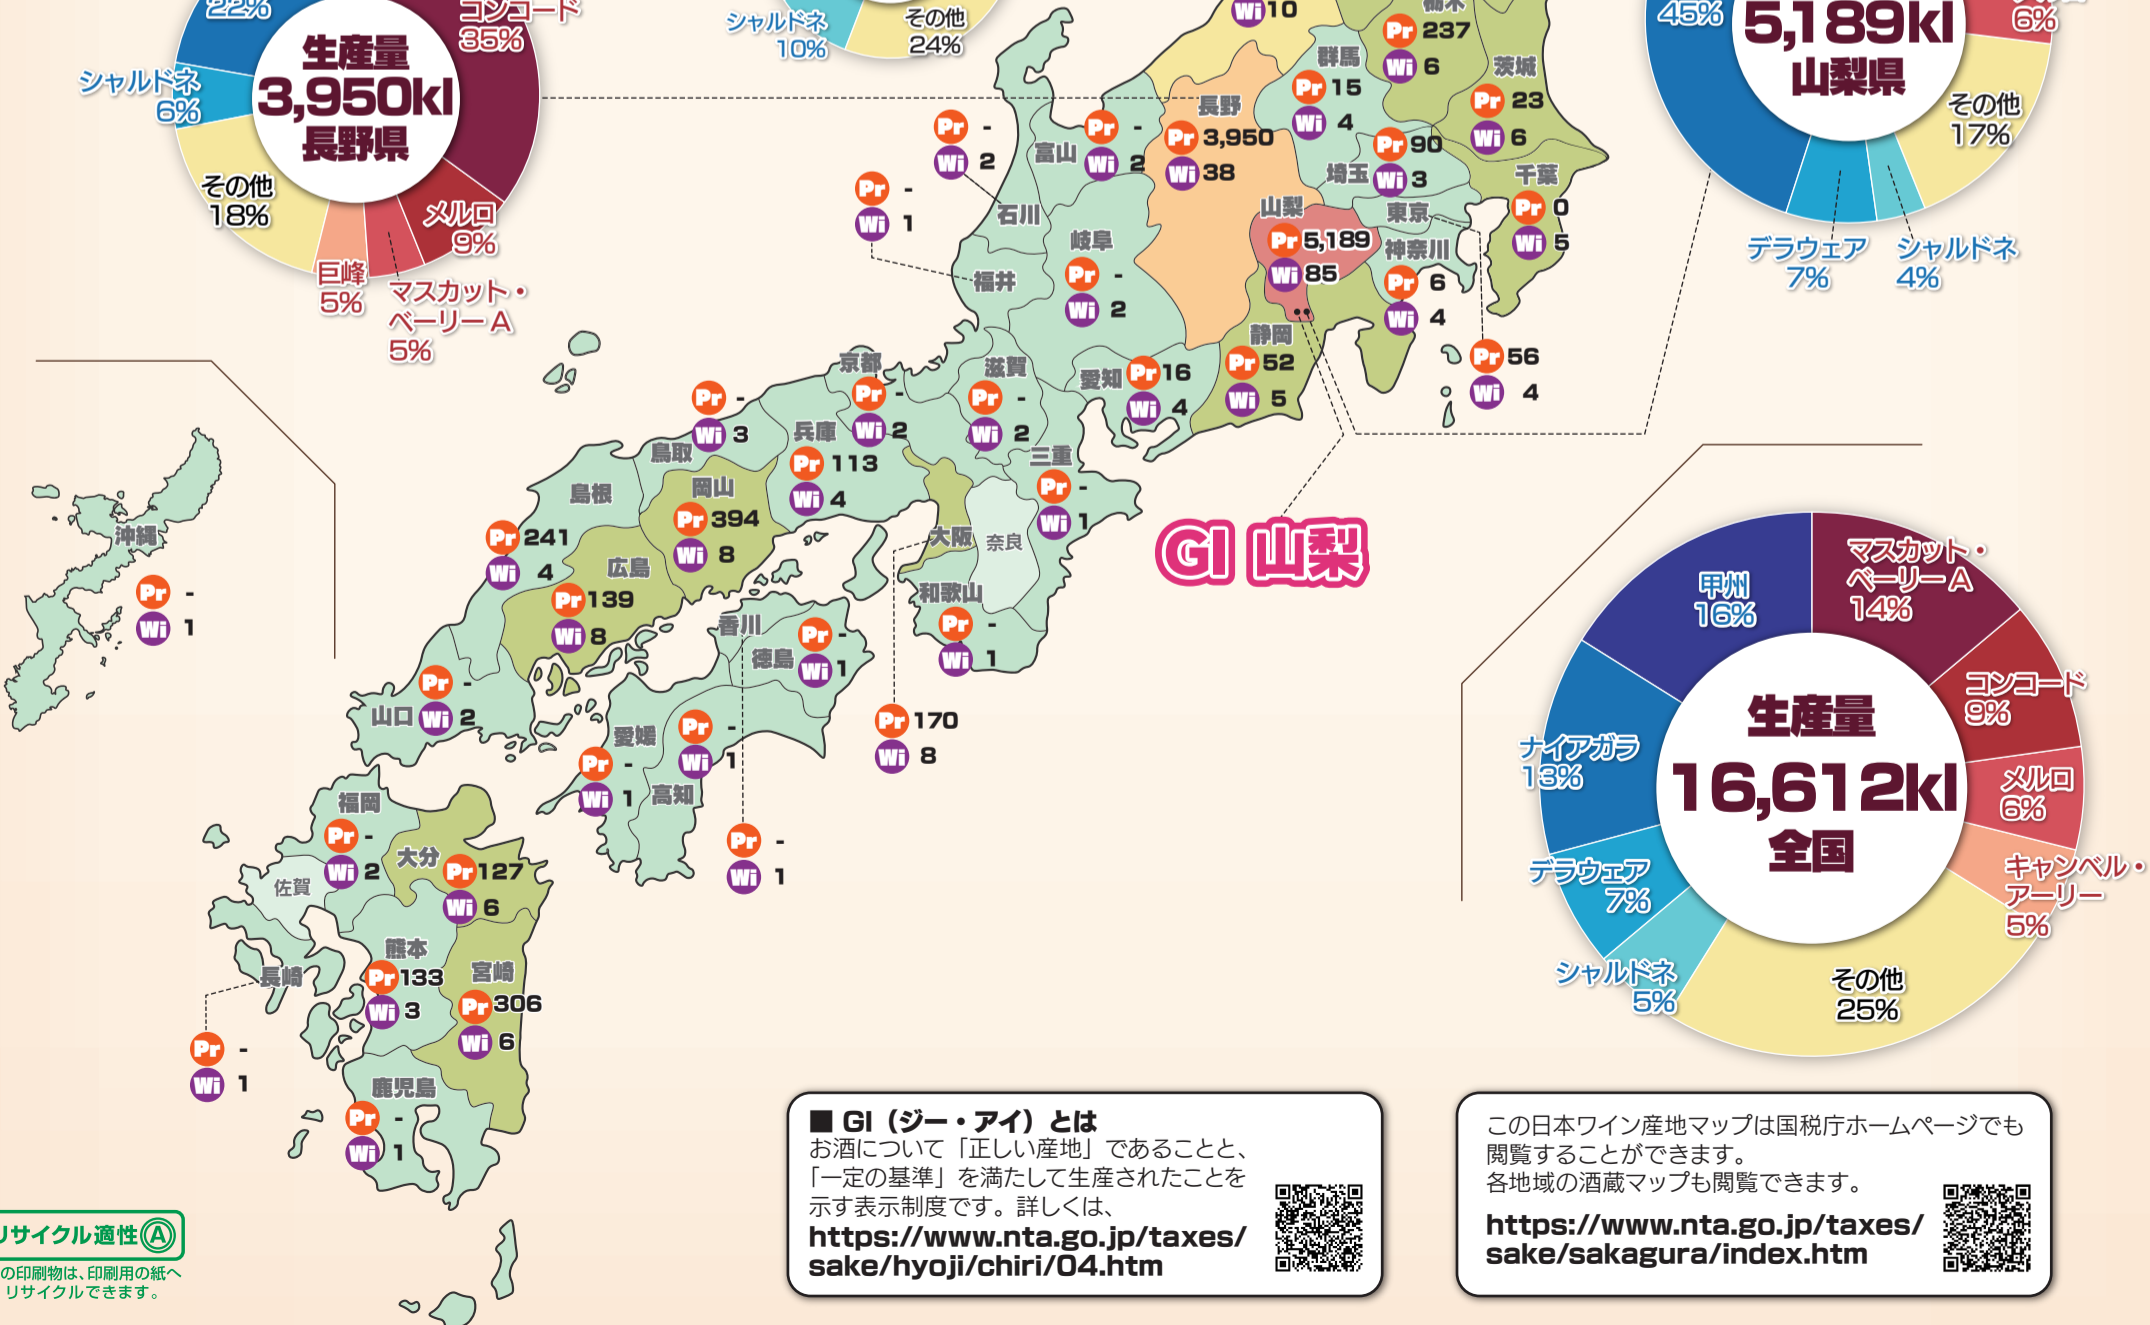 22%
コンコード
35%
生産量
3,950kl
長野県
シャルドネ
6%
その他
18%
メルロ
9%
巨峰
5%
マスカット・
ベーリーA
5%
シャルドネ
10%
その他
24%
Wi 10
栃木
Pr 237
Wi 6
群馬
Pr 15
Wi 4
茨城
Pr 23
Wi 6
45%
5,189kl
山梨県
6%
その他
17%
デラウェア
7%
シャルドネ
4%
長野
Pr 3,950
Wi 38
Pr -
Wi 2
石川
富山
Pr -
Wi 2
埼玉
Pr 90
Wi 3
千葉
Pr 0
Wi 5
Pr -
Wi 1
福井
岐阜
Pr -
Wi 2
山梨
Pr 5,189
Wi 85
東京
Pr 56
Wi 4
神奈川
Pr 6
Wi 4
静岡
Pr 52
Wi 5
愛知
Pr 16
Wi 4
滋賀
Pr -
Wi 2
京都
Pr -
Wi 2
Pr -
Wi 3
鳥取
兵庫
Pr 113
Wi 4
三重
Pr -
Wi 1
島根
Pr 241
Wi 4
岡山
Pr 394
Wi 8
広島
Pr 139
Wi 8
大阪
Pr 170
Wi 8
奈良
和歌山
Pr -
Wi 1
GI 山梨
沖縄
Pr -
Wi 1
香川
Pr -
Wi 1
徳島
Pr -
Wi 1
山口
Pr -
Wi 2
愛媛
Pr -
Wi 1
高知
Pr -
Wi 1
福岡
Pr -
Wi 2
佐賀
大分
Pr 127
Wi 6
長崎
Pr -
Wi 1
熊本
Pr 133
Wi 3
宮崎
Pr 306
Wi 6
鹿児島
Pr -
Wi 1
甲州
16%
マスカット・
ベーリーA
14%
コンコード
9%
メルロ
6%
キャンベル・
アーリー
5%
その他
25%
シャルドネ
5%
デラウェア
7%
ナイアガラ
13%
生産量
16,612kl
全国
■ GI（ジー・アイ）とは
お酒について「正しい産地」であることと、
「一定の基準」を満たして生産されたことを
示す表示制度です。詳しくは、
https://www.nta.go.jp/taxes/
sake/hyoji/chiri/04.htm
この日本ワイン産地マップは国税庁ホームページでも
閲覧することができます。
各地域の酒蔵マップも閲覧できます。
https://www.nta.go.jp/taxes/
sake/sakagura/index.htm
リサイクル適性Ⓐ
の印刷物は、印刷用の紙へ
リサイクルできます。